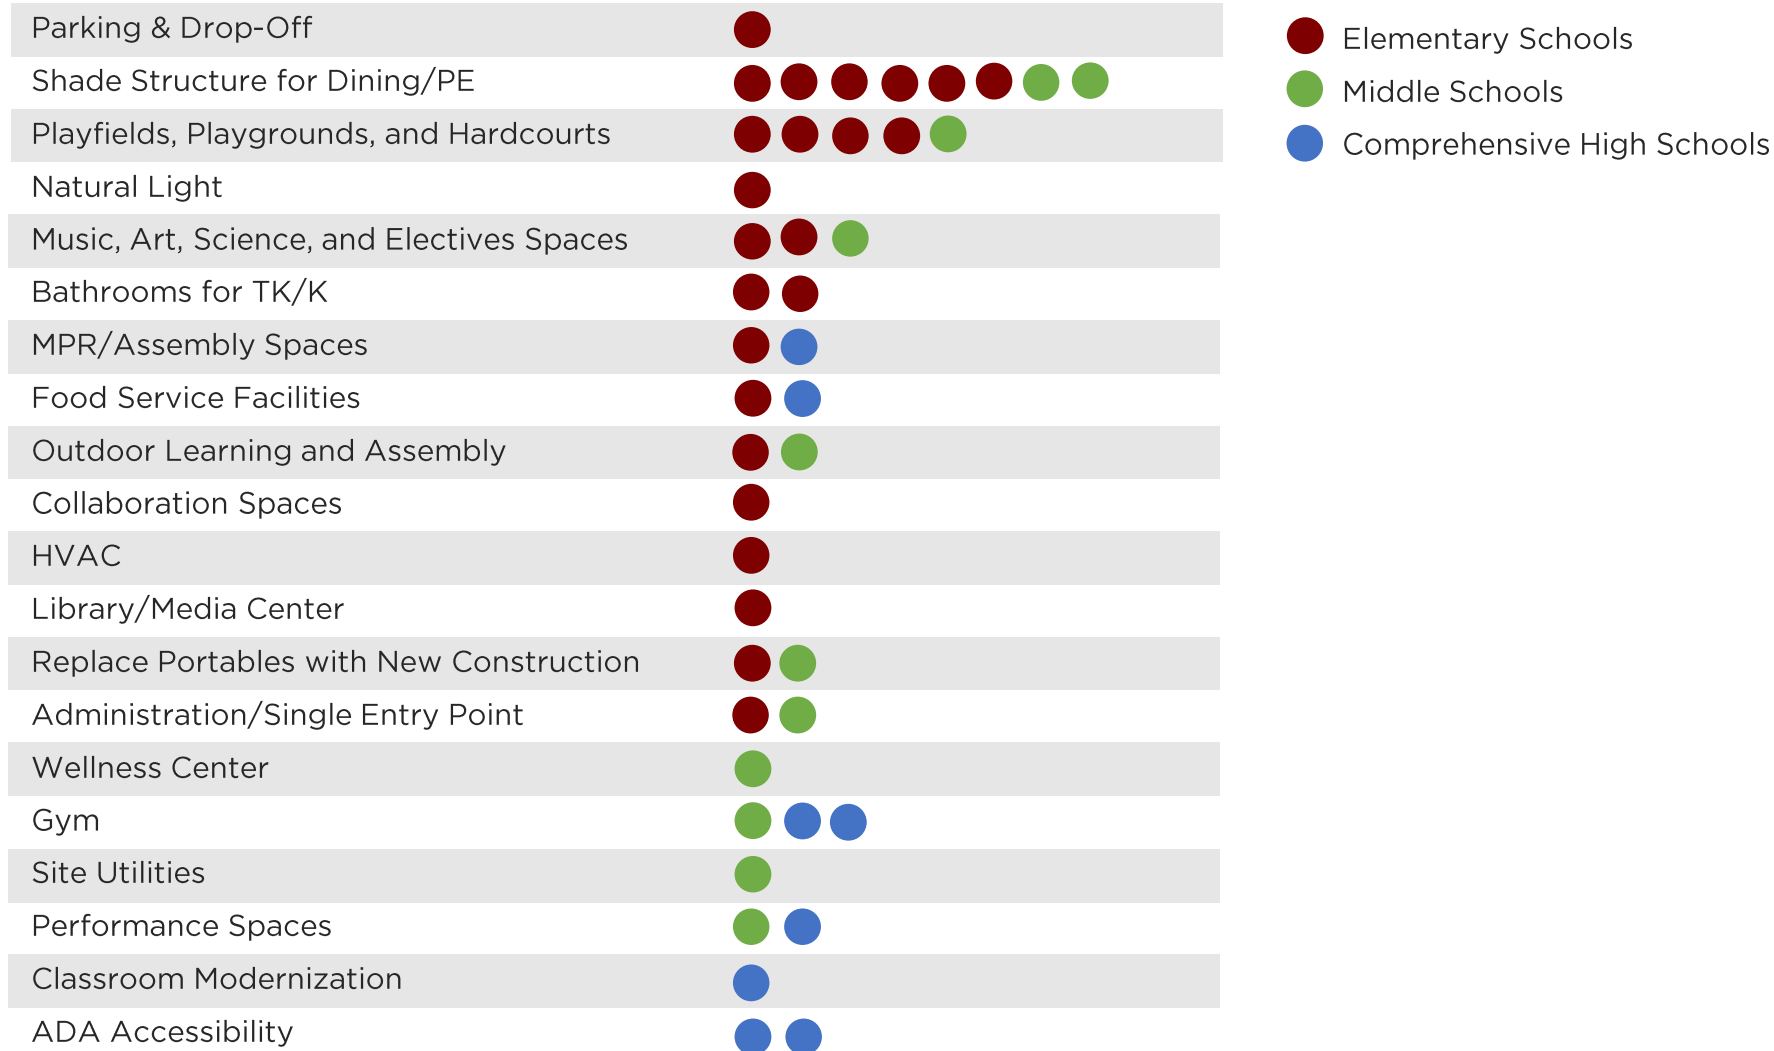 Parking & Drop-Off
Shade Structure for Dining/PE
Playfields, Playgrounds, and Hardcourts
Natural Light
Music, Art, Science, and Electives Spaces
Bathrooms for TK/K
MPR/Assembly Spaces
Food Service Facilities
Outdoor Learning and Assembly
Collaboration Spaces
HVAC
Library/Media Center
Replace Portables with New Construction
Administration/Single Entry Point
Wellness Center
Gym
Site Utilities
Performance Spaces
Classroom Modernization
ADA Accessibility
Elementary Schools
Middle Schools
Comprehensive High Schools